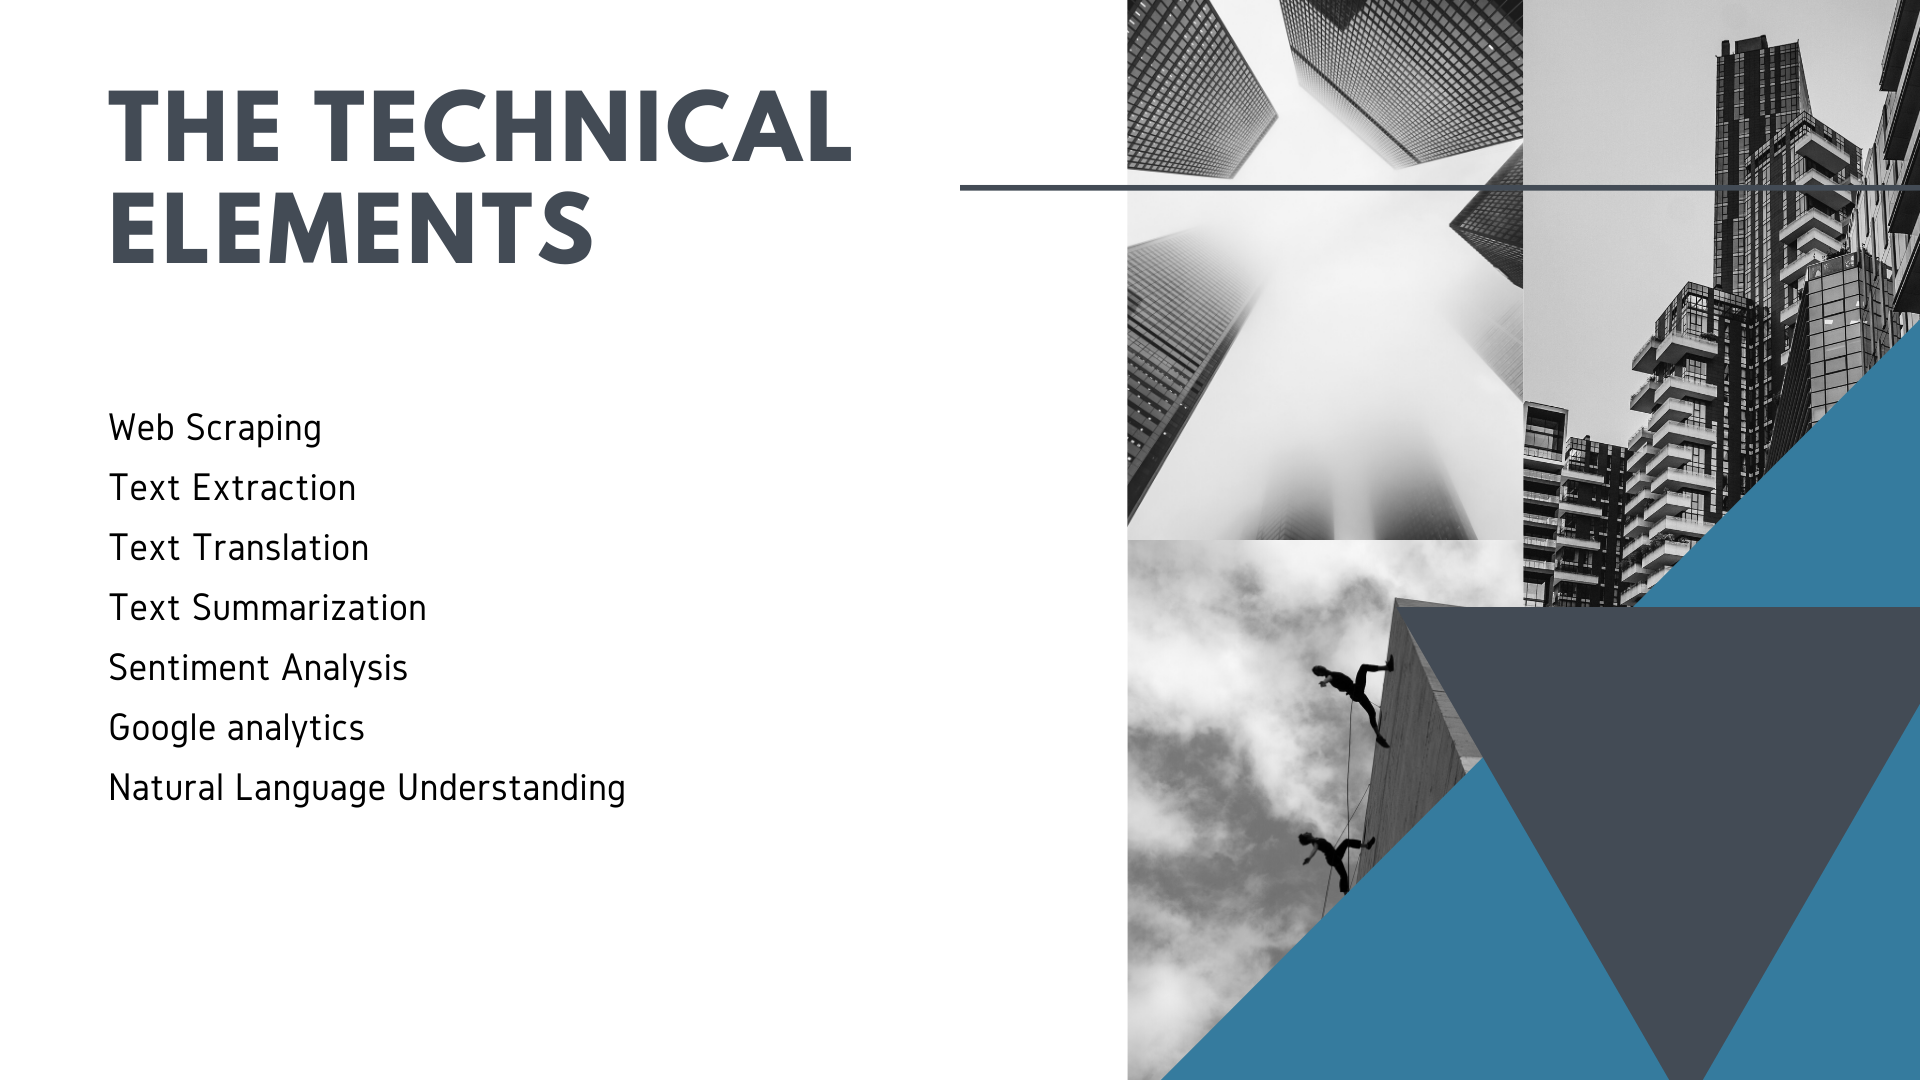 THE TECHNICAL
ELEMENTS
Web Scraping
Text Extraction
Text Translation
Text Summarization
Sentiment Analysis
Google analytics
Natural Language Understanding